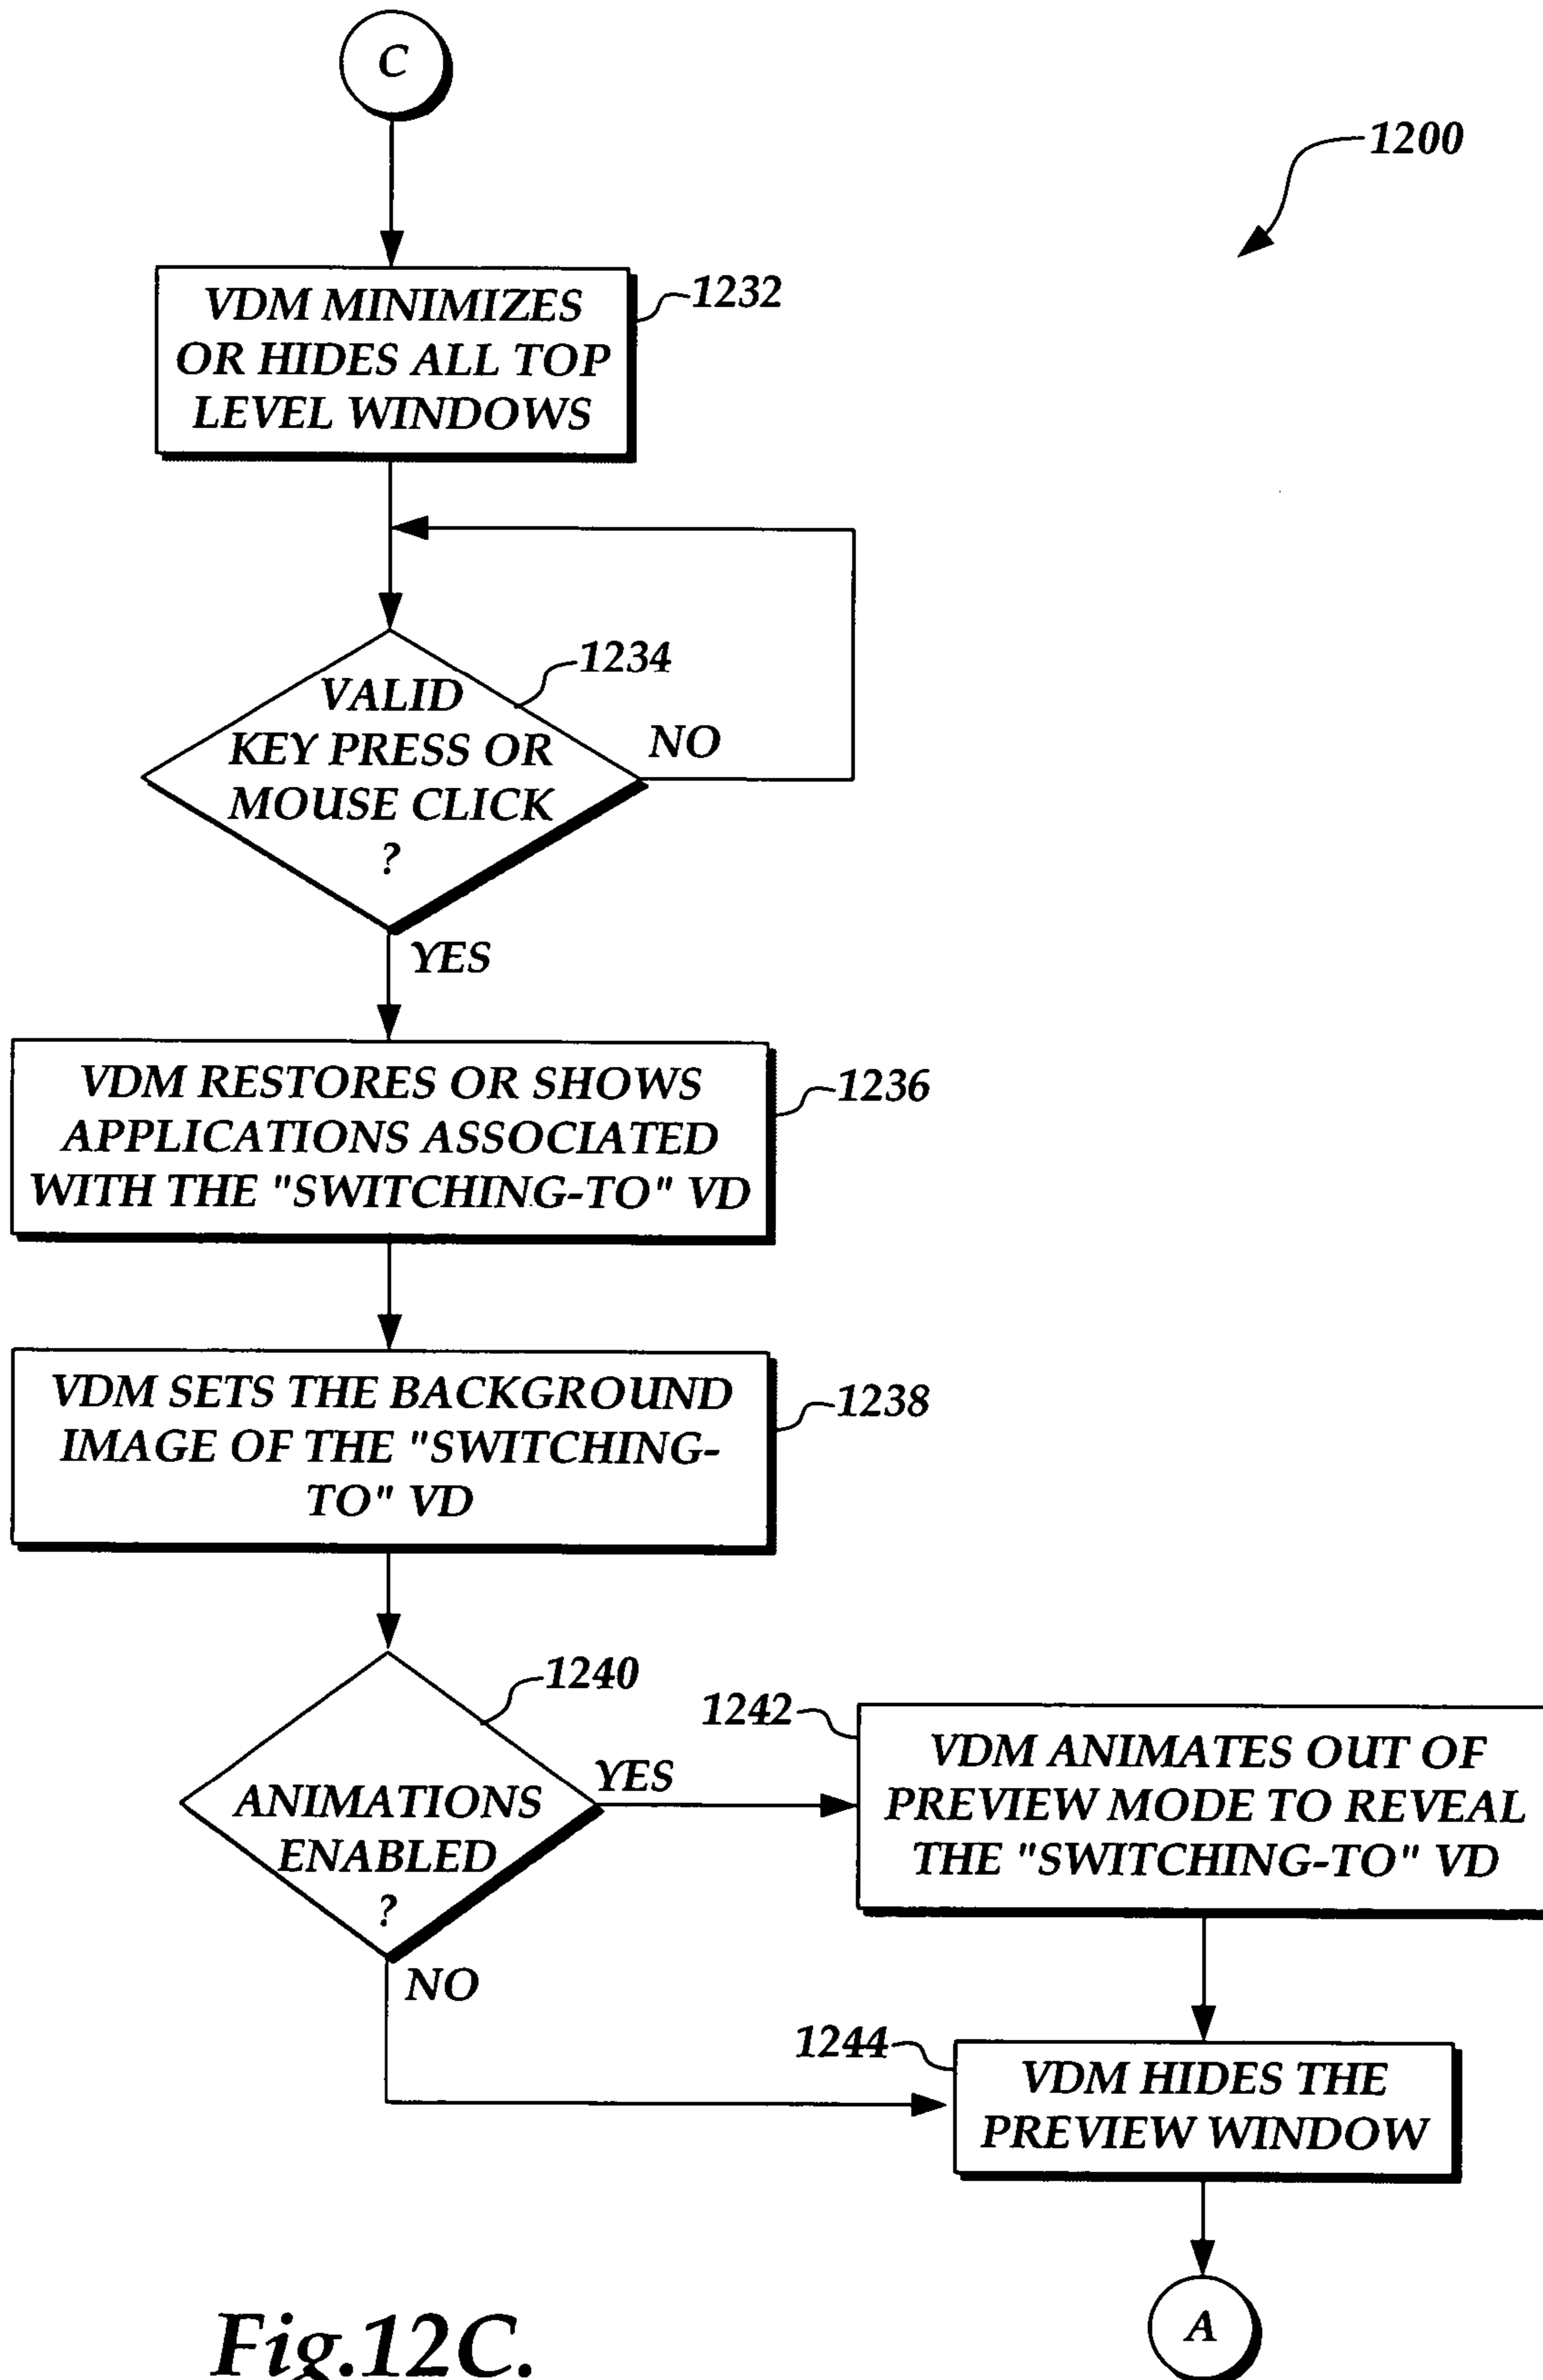 C
1200
VDM MINIMIZES
OR HIDES ALL TOP
LEVEL WINDOWS
1232
1234
VALID
KEY PRESS OR
MOUSE CLICK
?
NO
YES
VDM RESTORES OR SHOWS
APPLICATIONS ASSOCIATED
WITH THE "SWITCHING-TO" VD
1236
VDM SETS THE BACKGROUND
IMAGE OF THE "SWITCHING-
TO" VD
1238
1240
ANIMATIONS
ENABLED
?
YES
NO
1242
VDM ANIMATES OUT OF
PREVIEW MODE TO REVEAL
THE "SWITCHING-TO" VD
1244
VDM HIDES THE
PREVIEW WINDOW
A
Fig.12C.